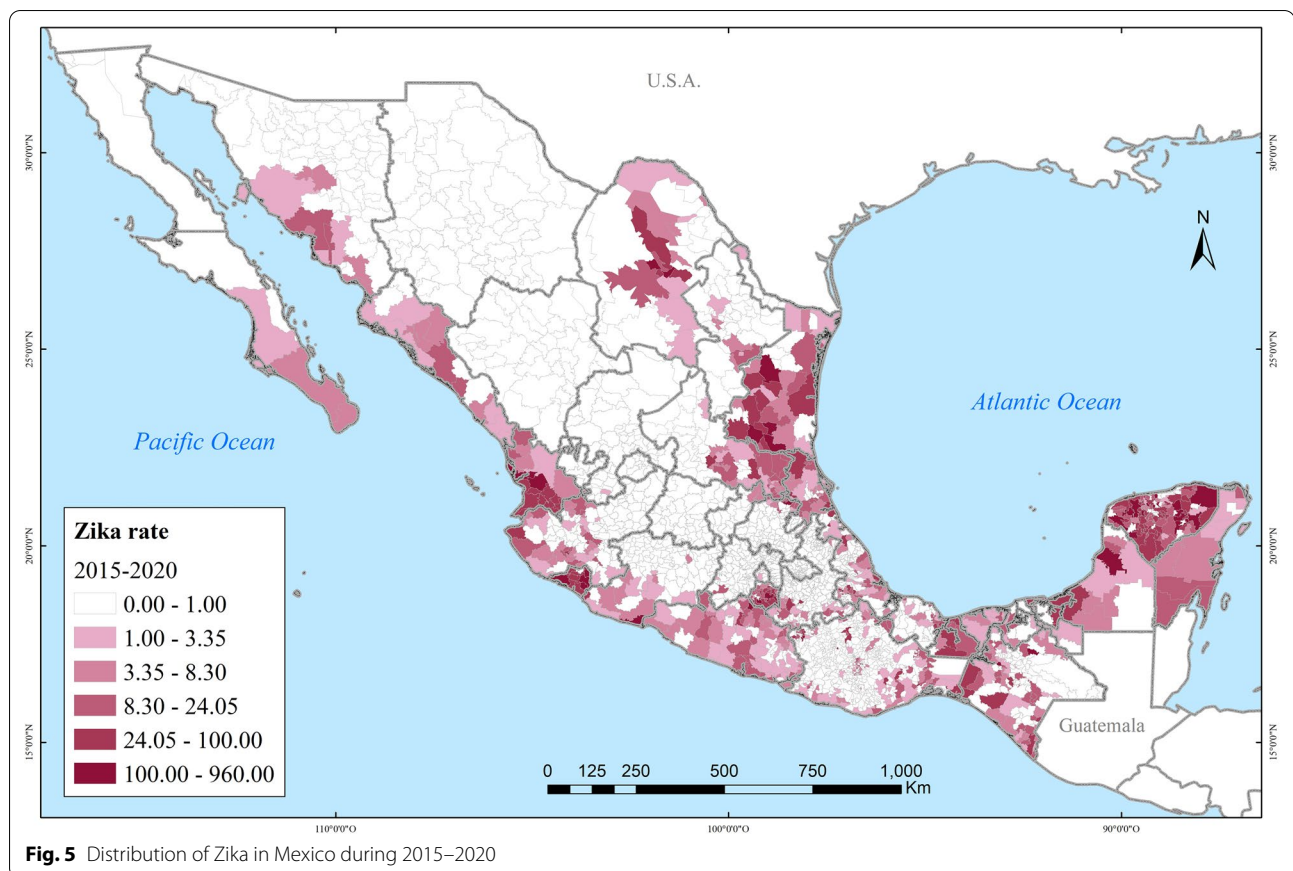 U.S.A.
N
30°0'0"N
30°0'0"N
25°0'0"N
25°0'0"N
Atlantic Ocean
Pacific Ocean
Zika rate
2015-2020
0.00 - 1.00
1.00 - 3.35
3.35 - 8.30
8.30 - 24.05
24.05 - 100.00
100.00 - 960.00
20°0'0"N
20°0'0"N
Guatemala
15°0'0"N
15°0'0"N
0 125 250 500 750 1,000
Km
110°0'0"O 100°0'0"O 90°0'0"O
Fig. 5 Distribution of Zika in Mexico during 2015–2020